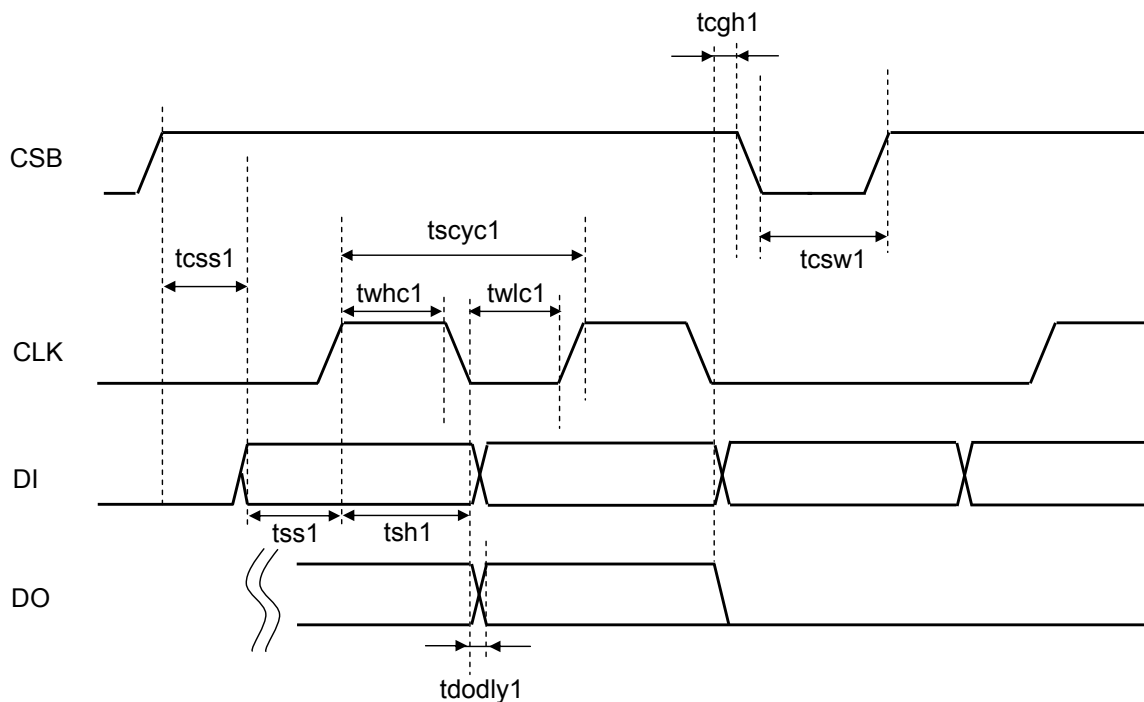 tcgh1
CSB
tscyc1
tcss1
tcsw1
twhc1
twlc1
CLK
DI
tss1
tsh1
DO
tdodly1